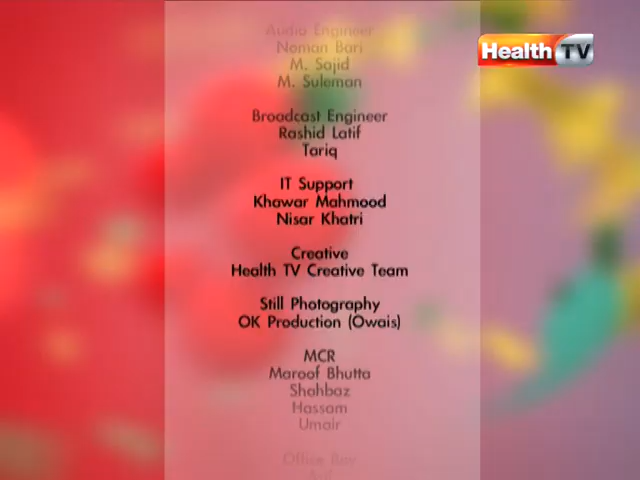 Audio Engineer
Noman Bari
M. Sajid
M. Suleman
Health TV
Broadcast Engineer
Rashid Latif
Tariq
IT Support
Khawar Mahmood
Nisar Khatri
Creative
Health TV Creative Team
Still Photography
OK Production (Owais)
MCR
Maroof Bhutta
Shahbaz
Hassam
Umair
Office Boy